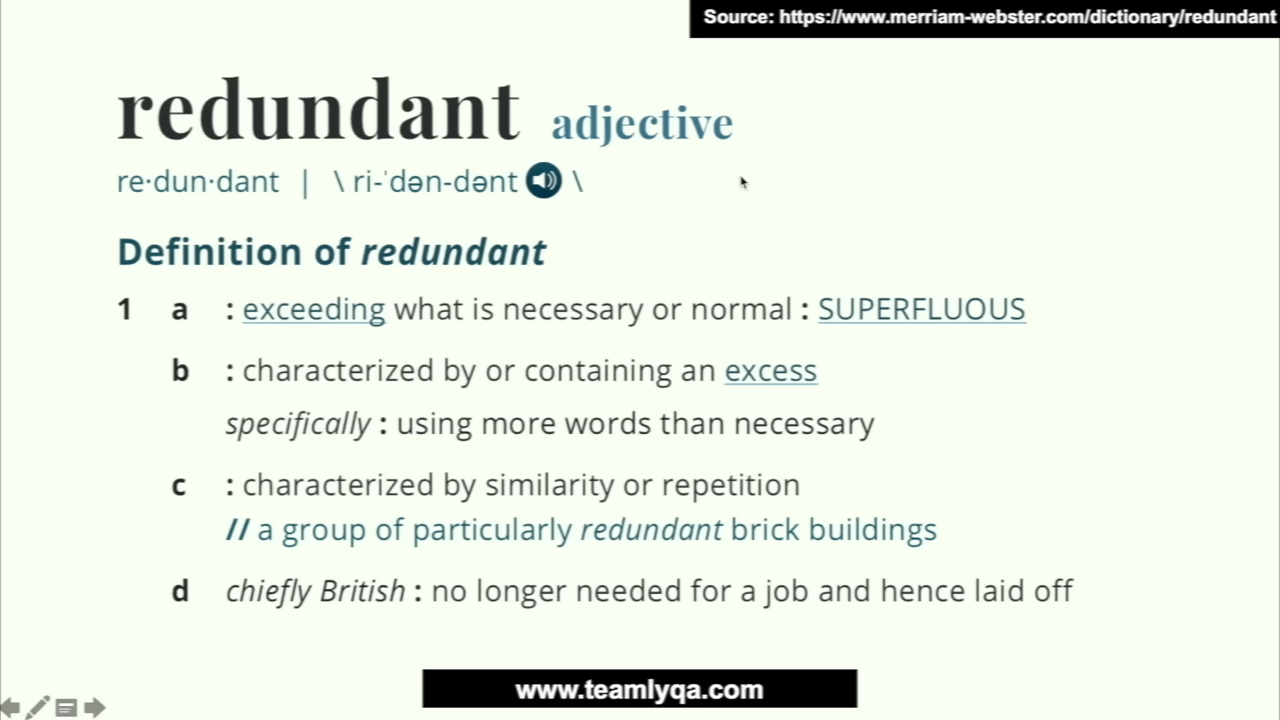 Source: https://www.merriam-webster.com/dictionary/redundant
redundant adjective
re·dun·dant | \ ri-ˈdən-dənt \
Definition of redundant
1 a : exceeding what is necessary or normal : SUPERFLUOUS
b : characterized by or containing an excess
specifically : using more words than necessary
c : characterized by similarity or repetition
// a group of particularly redundant brick buildings
d chiefly British : no longer needed for a job and hence laid off
www.teamlyqa.com